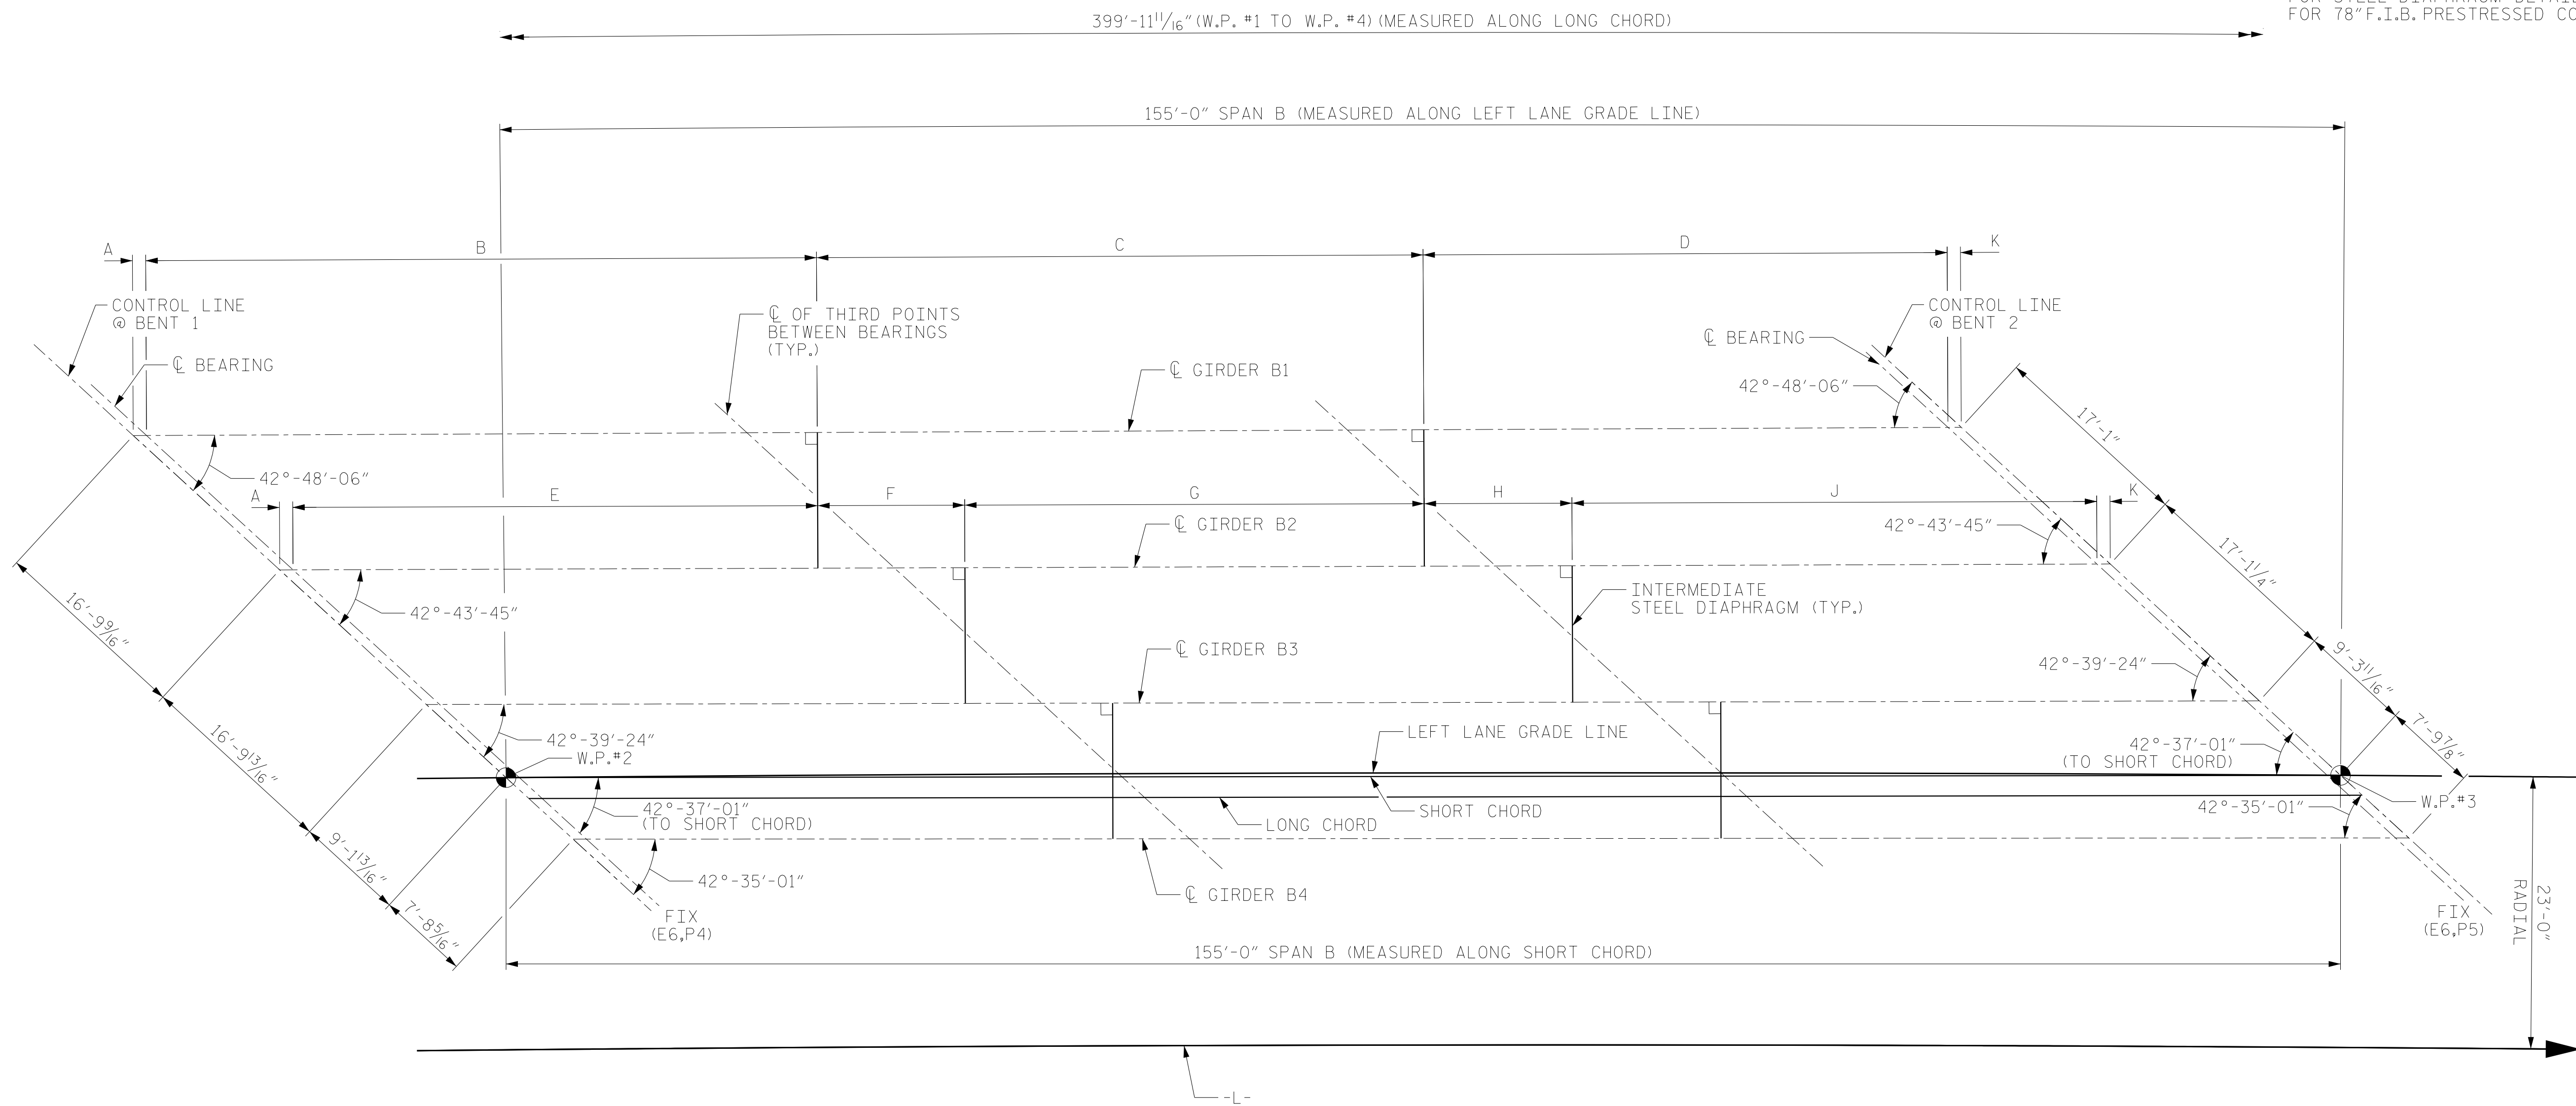 FOR 78" F.I.B. PRESTRESSED CO
399'-11 11/16" (W.P. #1 TO W.P. #4) (MEASURED ALONG LONG CHORD)
155'-0" SPAN B (MEASURED ALONG LEFT LANE GRADE LINE)
A
B
C
D
K
CONTROL LINE
@ BENT 1
℄ BEARING
℄ OF THIRD POINTS
BETWEEN BEARINGS
(TYP.)
℄ GIRDER B1
℄ BEARING
CONTROL LINE
@ BENT 2
42°-48'-06"
17'-1"
42°-48'-06"
A
E
F
G
H
J
K
℄ GIRDER B2
42°-43'-45"
17'-1 1/4"
42°-43'-45"
16'-9 9/16"
INTERMEDIATE
STEEL DIAPHRAGM (TYP.)
℄ GIRDER B3
42°-39'-24"
9'-3 11/16"
16'-9 13/16"
42°-39'-24"
W.P.#2
LEFT LANE GRADE LINE
42°-37'-01"
(TO SHORT CHORD)
7'-9 7/8"
42°-37'-01"
(TO SHORT CHORD)
LONG CHORD
SHORT CHORD
42°-35'-01"
W.P.#3
9'-1 13/16"
42°-35'-01"
℄ GIRDER B4
7'-8 5/16"
FIX
(E6,P4)
FIX
(E6,P5)
23'-0"
RADIAL
155'-0" SPAN B (MEASURED ALONG SHORT CHORD)
-L-